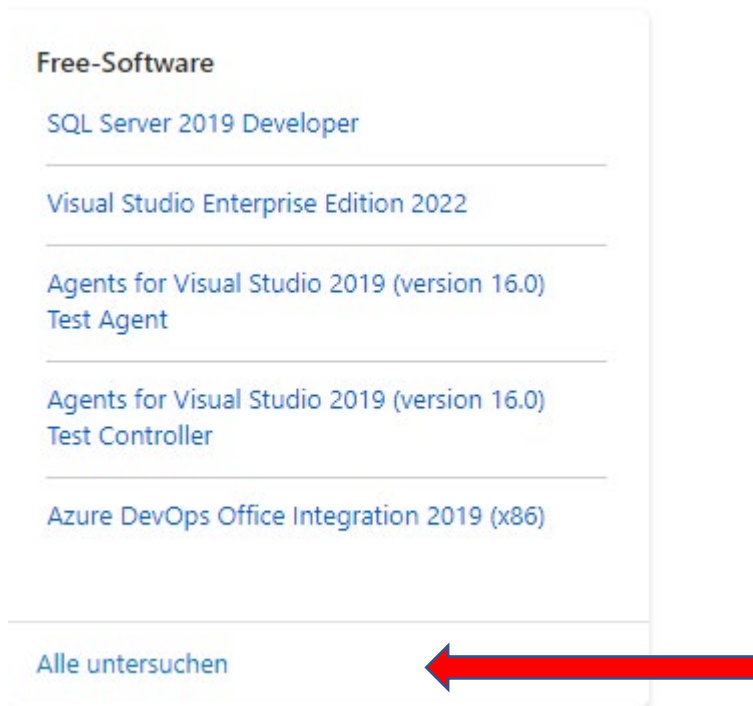 Free-Software
SQL Server 2019 Developer
Visual Studio Enterprise Edition 2022
Agents for Visual Studio 2019 (version 16.0)
Test Agent
Agents for Visual Studio 2019 (version 16.0)
Test Controller
Azure DevOps Office Integration 2019 (x86)
Alle untersuchen